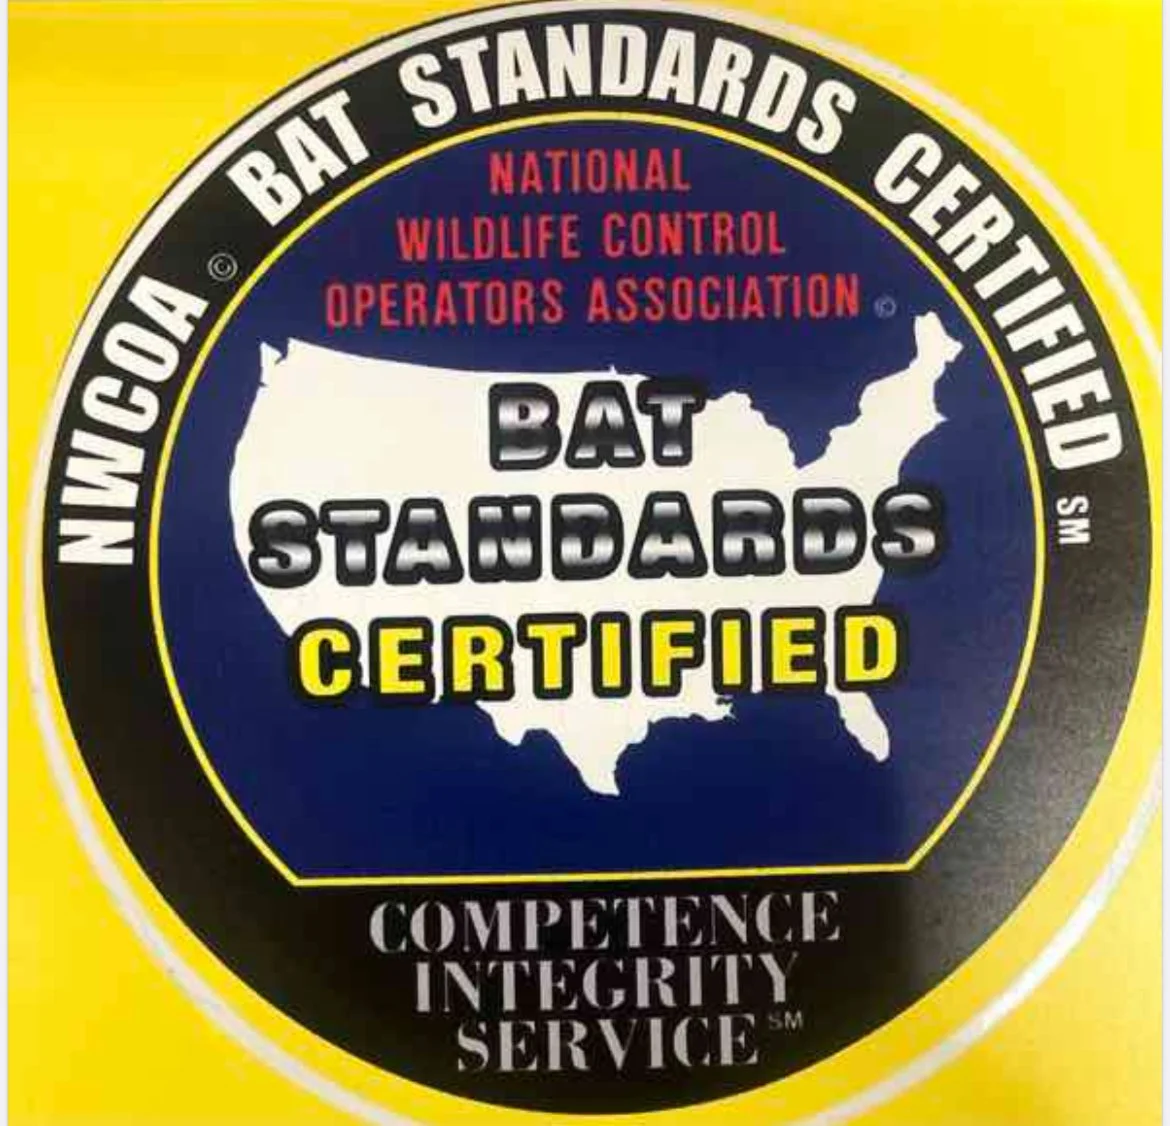 NWCOA © BAT STANDARDS CERTIFIED SM
NATIONAL
WILDLIFE CONTROL
OPERATORS ASSOCIATION ©
BAT
STANDARDS
CERTIFIED
COMPETENCE
INTEGRITY
SERVICE SM